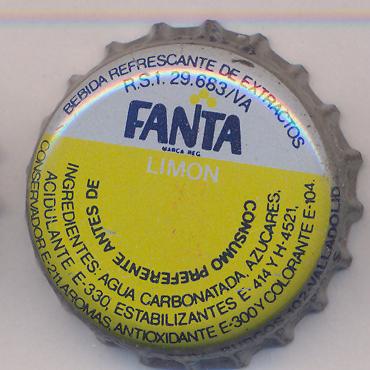 BEBIDA REFRESCANTE DE EXTRACTOS
R.S.I. 29.683/VA
FANTA
MARCA REG.
LIMON
CONSUMO PREFERENTE ANTES DE
INGREDIENTES: AGUA CARBONATADA, AZUCARES,
ACIDULANTE E-330, ESTABILIZANTES E-414 Y H-4521,
CONSERVADOR E-211, AROMAS, ANTIOXIDANTE E-300 Y COLORANTE E-104.
VALLADOLID